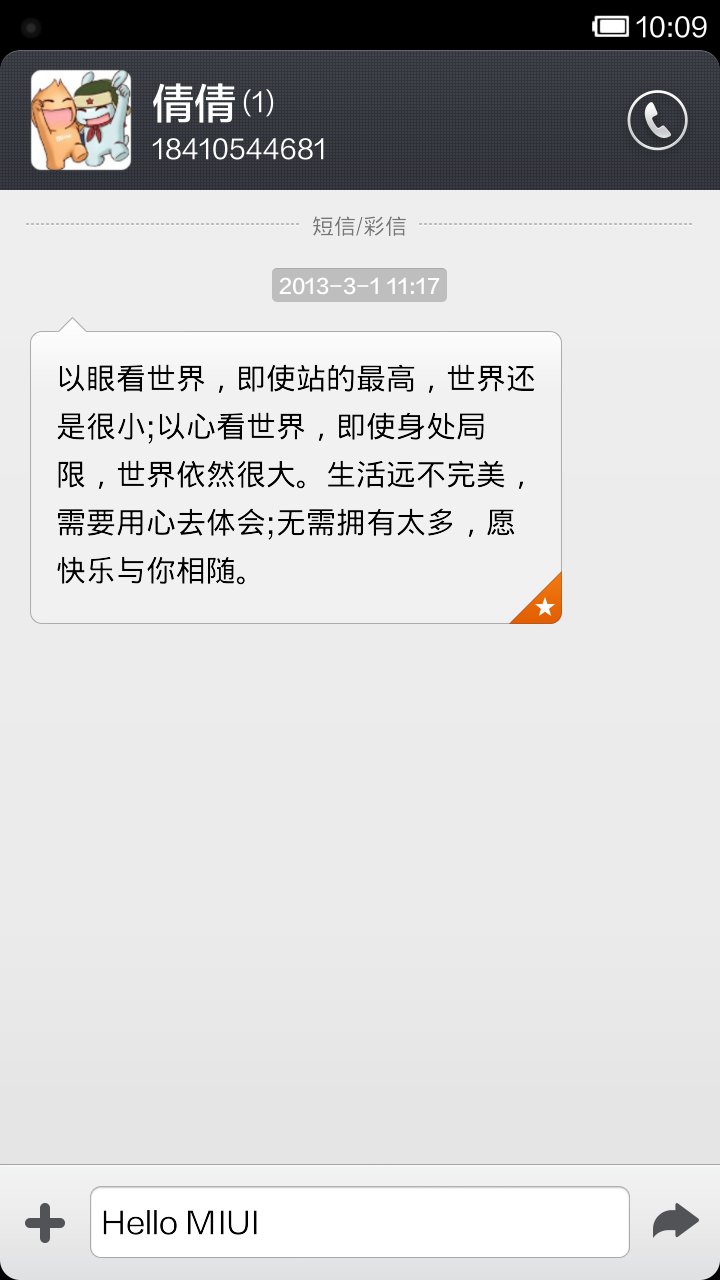 10:09
倩倩(1)
18410544681
短信/彩信
2013-3-1 11:17
以眼看世界，即使站的最高，世界还
是很小;以心看世界，即使身处局
限，世界依然很大。生活远不完美，
需要用心去体会;无需拥有太多，愿
快乐与你相随。
Hello MIUI